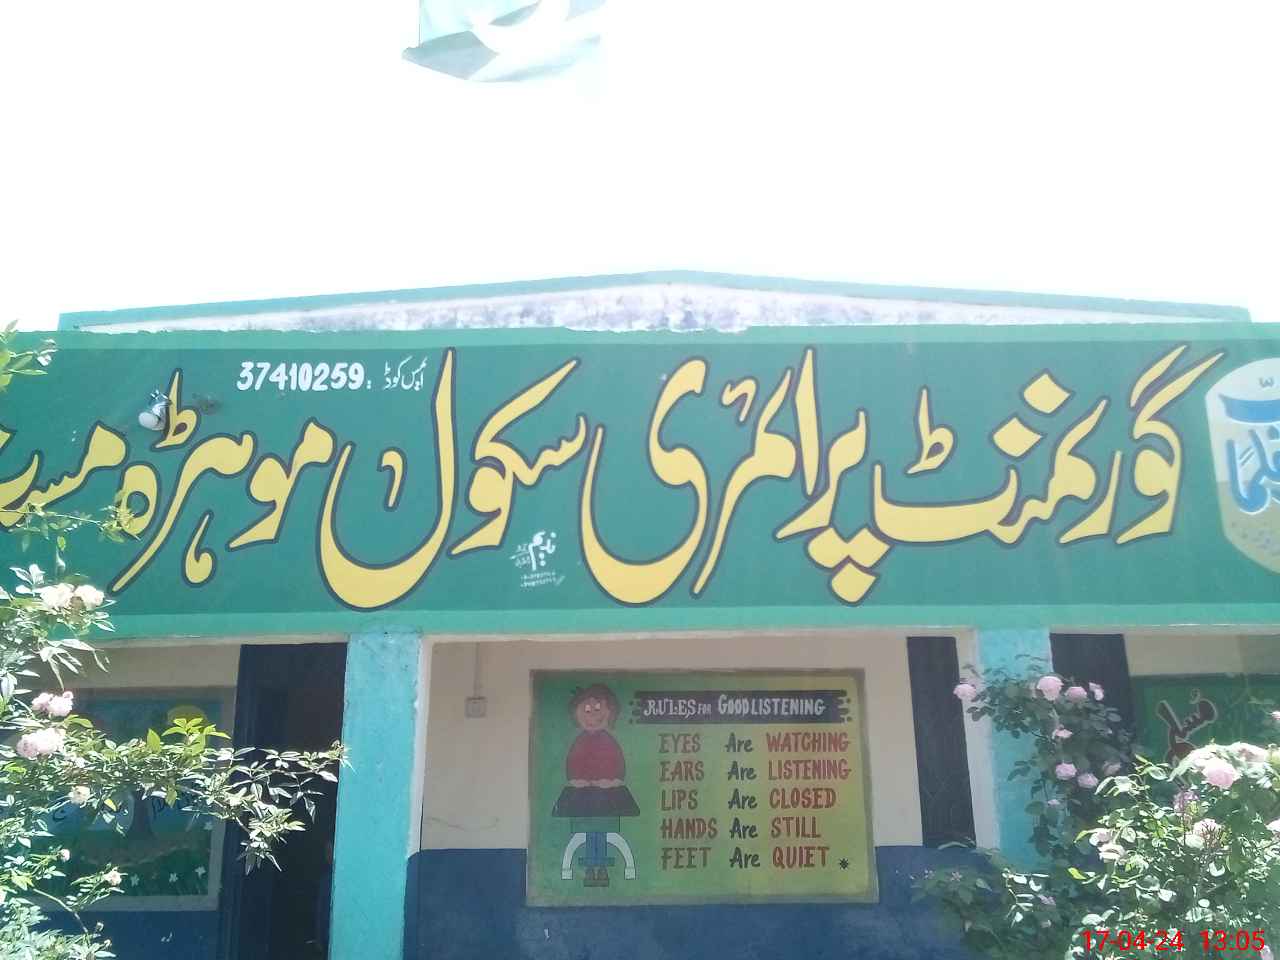 ایمس کوڈ : 37410259
گورنمنٹ پرائمری سکول موہڑہ
ندیم
RULES FOR GOOD LISTENING
EYES Are WATCHING
EARS Are LISTENING
LIPS Are CLOSED
HANDS Are STILL
FEET Are QUIET
17-04-24 13:05